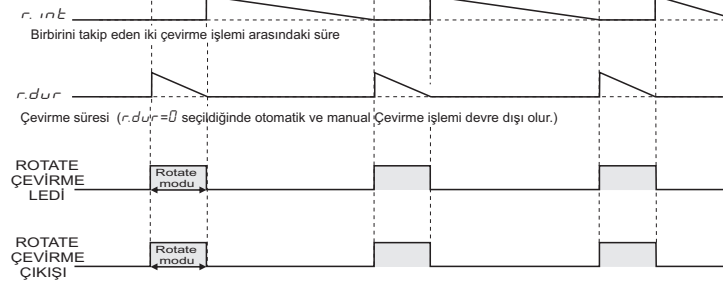 r. int
Birbirini takip eden iki çevirme işlemi arasındaki süre
r.dur
Çevirme süresi (r.dur=0 seçildiğinde otomatik ve manual Çevirme işlemi devre dışı olur.)
ROTATE
ÇEVİRME
LEDİ
Rotate
modu
ROTATE
ÇEVİRME
ÇIKIŞI
Rotate
modu